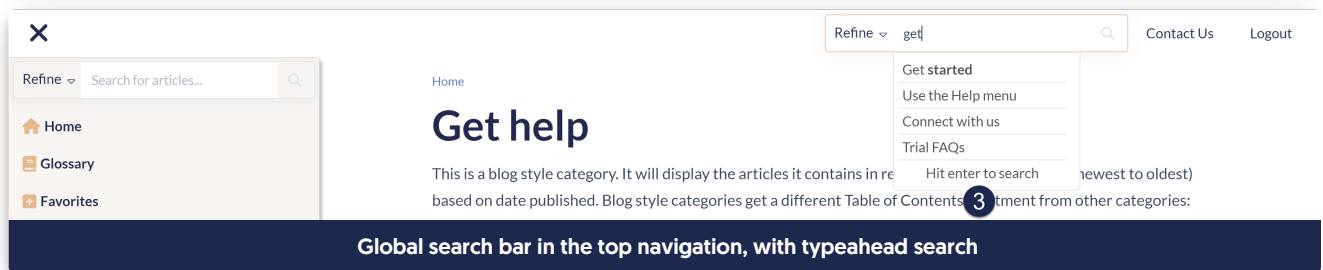 Refine get Contact Us Logout
Refine Search for articles...
Home
Glossary
Favorites
Home
Get help
This is a blog style category. It will display the articles it contains in re newest to oldest)
based on date published. Blog style categories get a different Table of Contents tment from other categories:
Get started
Use the Help menu
Connect with us
Trial FAQs
Hit enter to search
3
Global search bar in the top navigation, with typeahead search